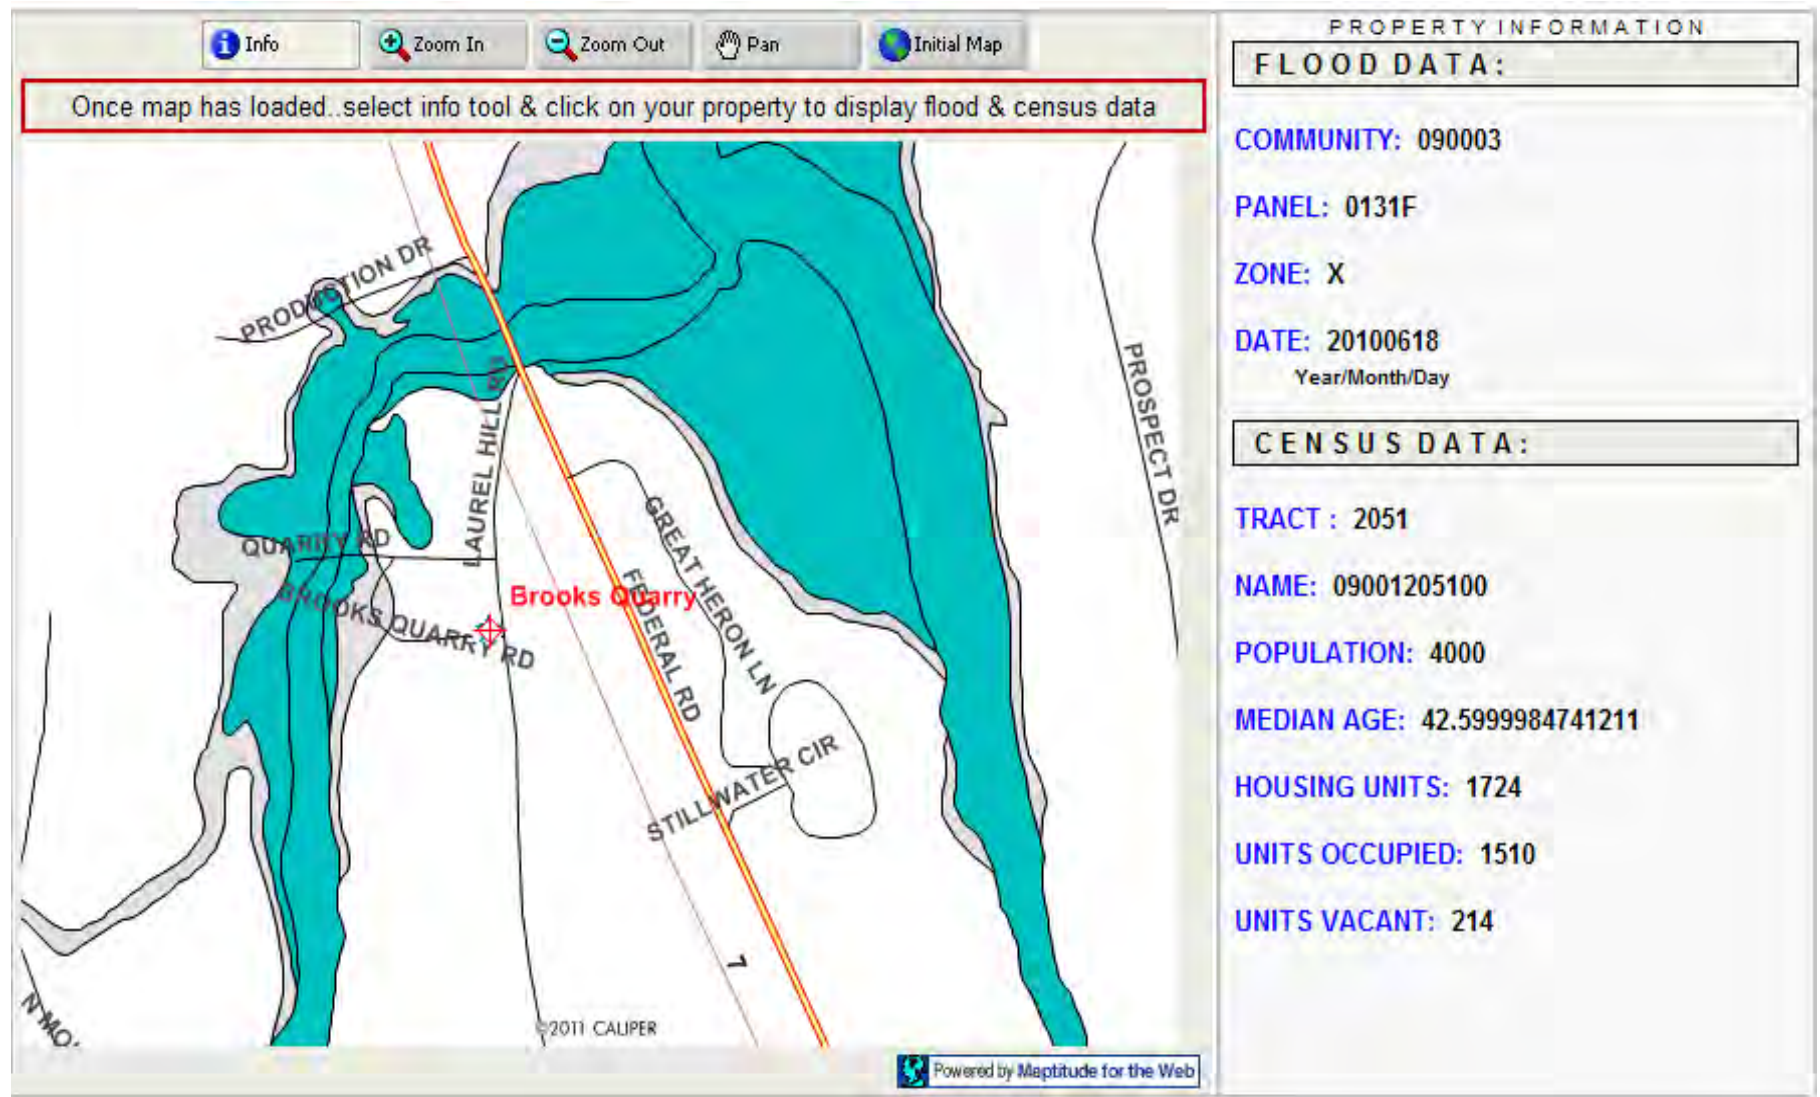 Info
Zoom In
Zoom Out
Pan
Initial Map
Once map has loaded..select info tool & click on your property to display flood & census data
PRODUCTION DR
LAUREL HILL RD
PROSPECT DR
QUARRY RD
BROOKS QUARRY RD
Brooks Quarry
GREAT HERON LN
FEDERAL RD
STILLWATER CIR
7
N MO
©2011 CALIPER
Powered by Maptitude for the Web
PROPERTY INFORMATION
FLOOD DATA:
COMMUNITY: 090003
PANEL: 0131F
ZONE: X
DATE: 20100618
Year/Month/Day
CENSUS DATA:
TRACT : 2051
NAME: 09001205100
POPULATION: 4000
MEDIAN AGE: 42.5999984741211
HOUSING UNITS: 1724
UNITS OCCUPIED: 1510
UNITS VACANT: 214